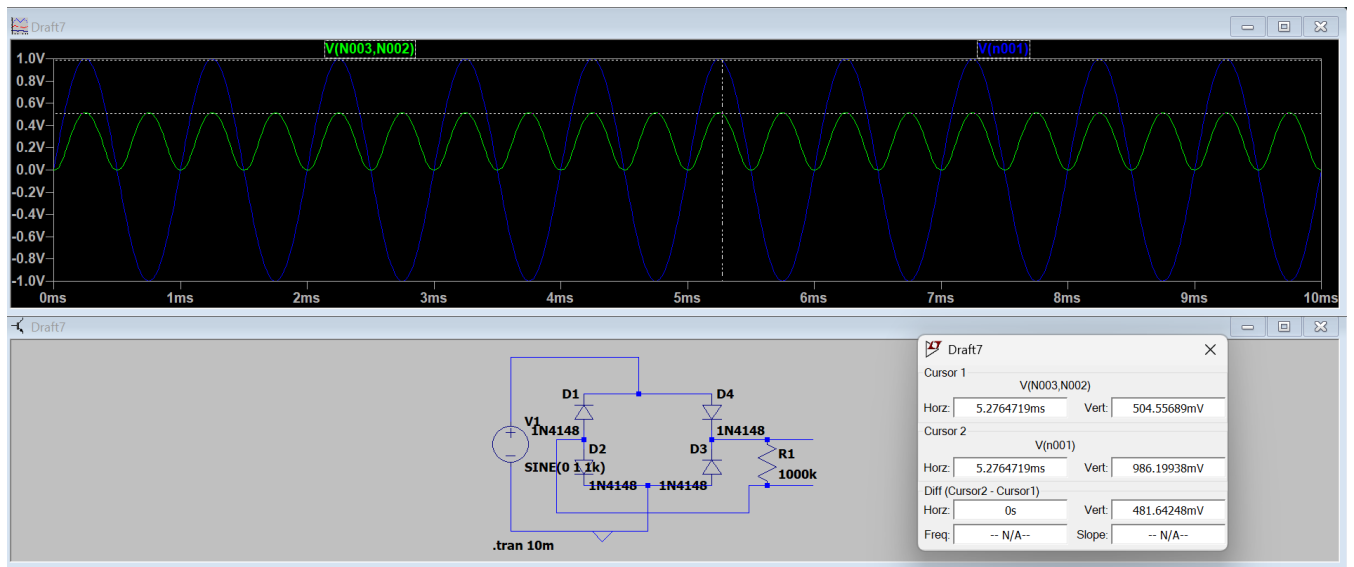 Draft7
V(N003,N002)
V(n001)
1.0V
0.8V
0.6V
0.4V
0.2V
0.0V
-0.2V
-0.4V
-0.6V
-0.8V
-1.0V
0ms
1ms
2ms
3ms
4ms
5ms
6ms
7ms
8ms
9ms
10ms
Draft7
D1
D4
V1
1N4148
1N4148
D2
D3
R1
SINE(0 1 1k)
1000k
1N4148
1N4148
.tran 10m
Draft7
Cursor 1
V(N003,N002)
Horz: 5.2764719ms Vert: 504.55689mV
Cursor 2
V(n001)
Horz: 5.2764719ms Vert: 986.19938mV
Diff (Cursor2 - Cursor1)
Horz: 0s Vert: 481.64248mV
Freq: -- N/A-- Slope: -- N/A--